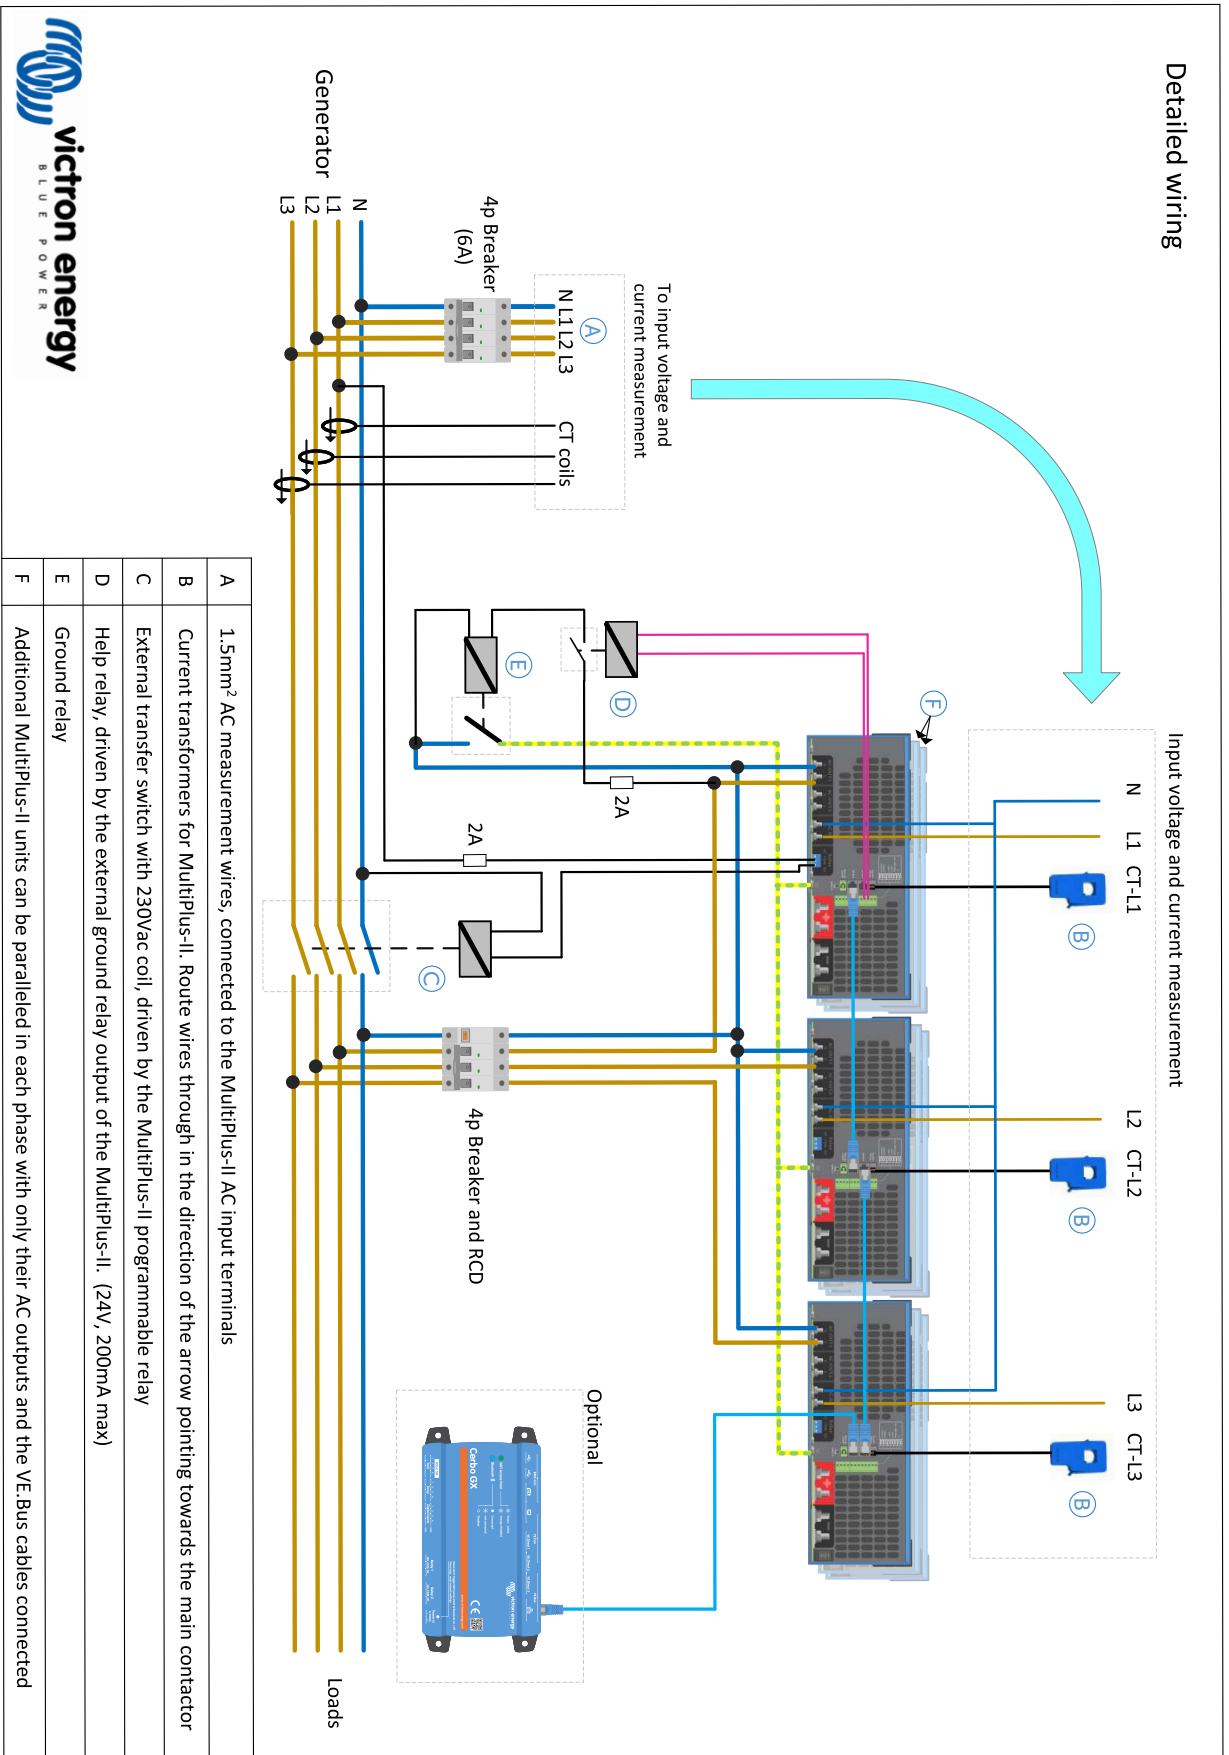 Detailed wiring
Input voltage and current measurement
N
L1
CT-L1
L2
CT-L2
L3
CT-L3
B
B
B
F
To input voltage and
current measurement
A
N L1 L2 L3
CT coils
4p Breaker
(6A)
D
E
2A
2A
C
4p Breaker and RCD
Optional
Cerbo GX
victron energy
CE
Generator
N
L1
L2
L3
Loads
A 1.5mm² AC measurement wires, connected to the MultiPlus-II AC input terminals
B Current transformers for MultiPlus-II. Route wires through in the direction of the arrow pointing towards the main contactor
C External transfer switch with 230Vac coil, driven by the MultiPlus-II programmable relay
D Help relay, driven by the external ground relay output of the MultiPlus-II. (24V, 200mA max)
E Ground relay
F Additional MultiPlus-II units can be paralleled in each phase with only their AC outputs and the VE.Bus cables connected
victron energy
BLUE POWER